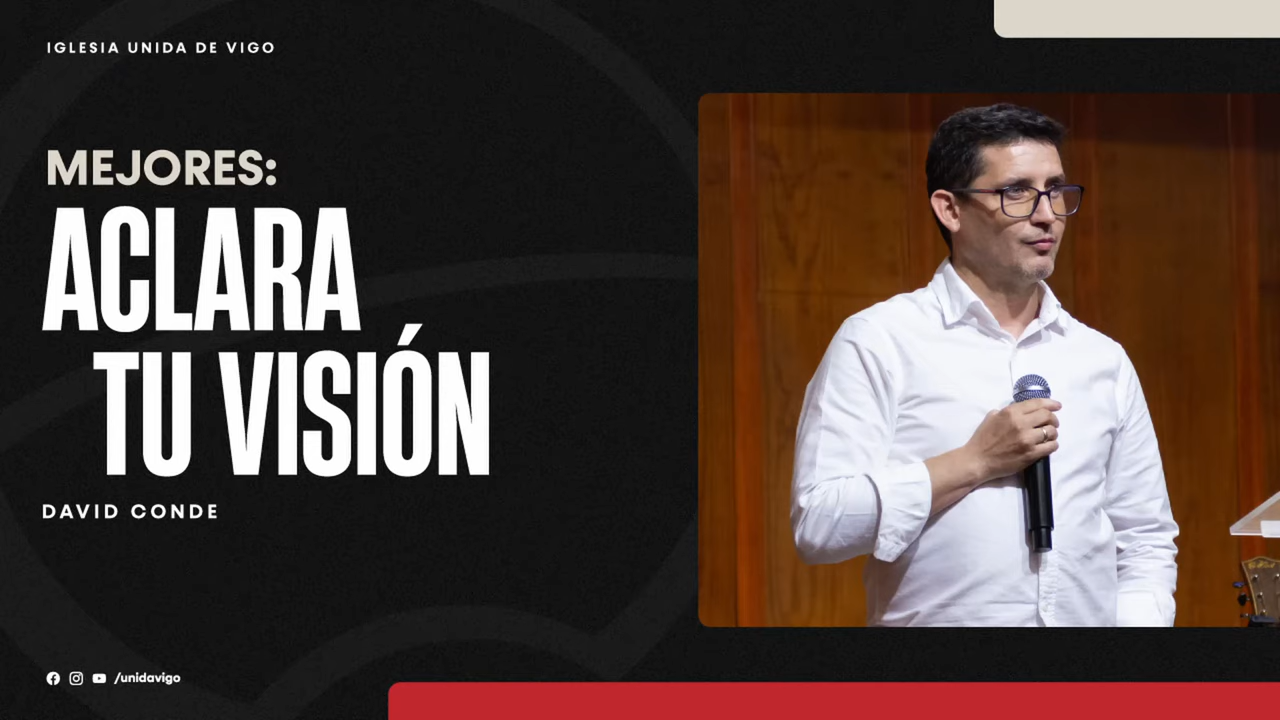 IGLESIA UNIDA DE VIGO
MEJORES:
ACLARA
TU VISIÓN
DAVID CONDE
/unidavigo